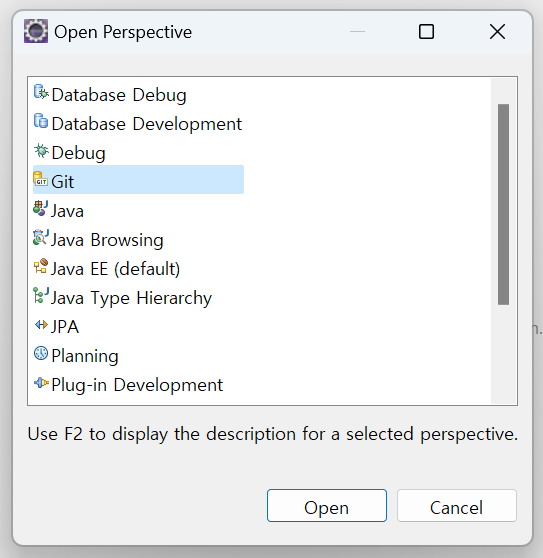 Open Perspective
Database Debug
Database Development
Debug
Git
Java
Java Browsing
Java EE (default)
Java Type Hierarchy
JPA
Planning
Plug-in Development
Use F2 to display the description for a selected perspective.
Open
Cancel